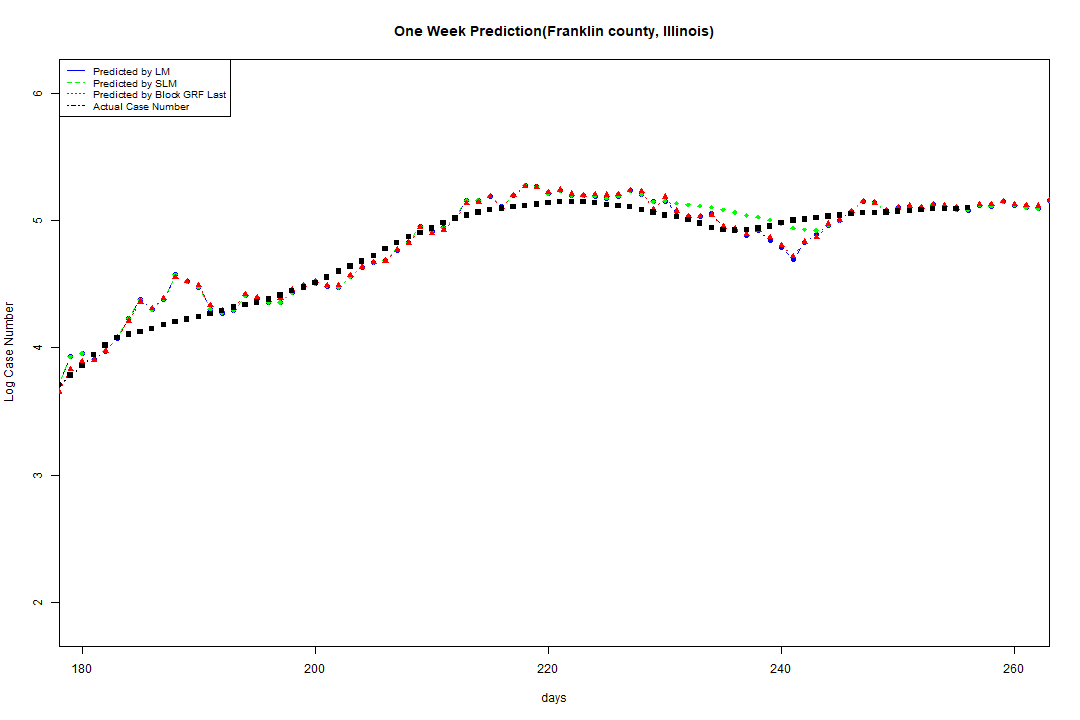 One Week Prediction(Franklin county, Illinois)
Predicted by LM
Predicted by SLM
Predicted by Block GRF Last
Actual Case Number
6
5
4
3
2
Log Case Number
180 200 220 240 260
days